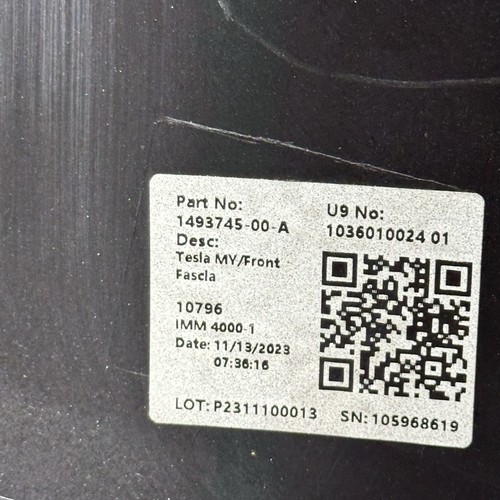 Part No:
1493745-00-A
U9 No:
1036010024 01
Desc:
Tesla MY/Front
Fascla
10796
IMM 4000-1
Date: 11/13/2023
07:36:16
LOT: P2311100013
SN: 105968619